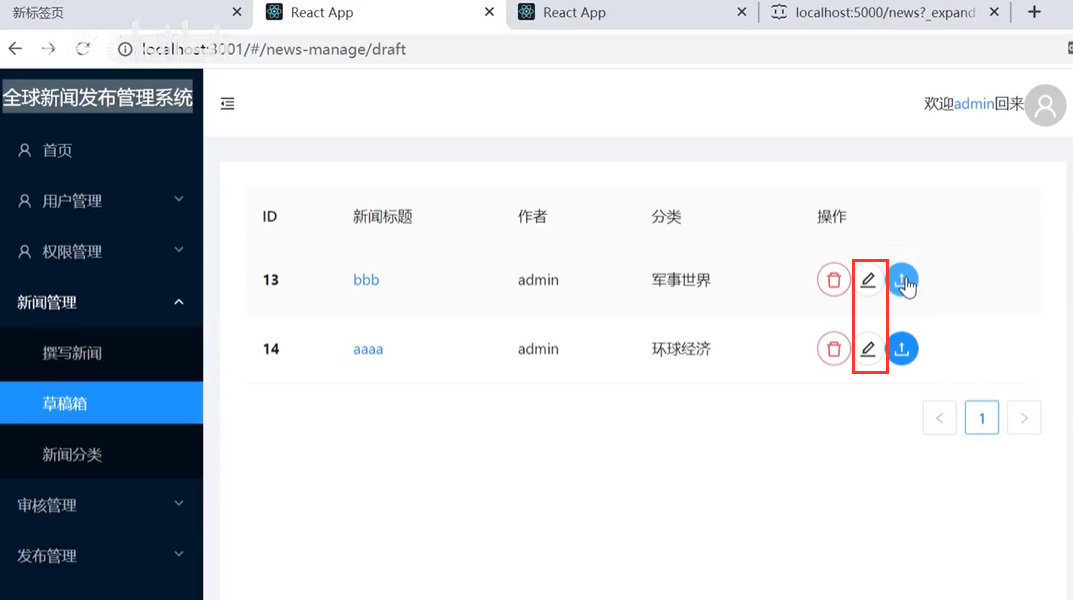 新标签页
React App
React App
localhost:5000/news?_expand
localhost:3001/#/news-manage/draft
全球新闻发布管理系统
欢迎admin回来
首页
用户管理
权限管理
新闻管理
撰写新闻
草稿箱
新闻分类
审核管理
发布管理
ID 新闻标题 作者 分类 操作
13 bbb admin 军事世界
14 aaaa admin 环球经济
1